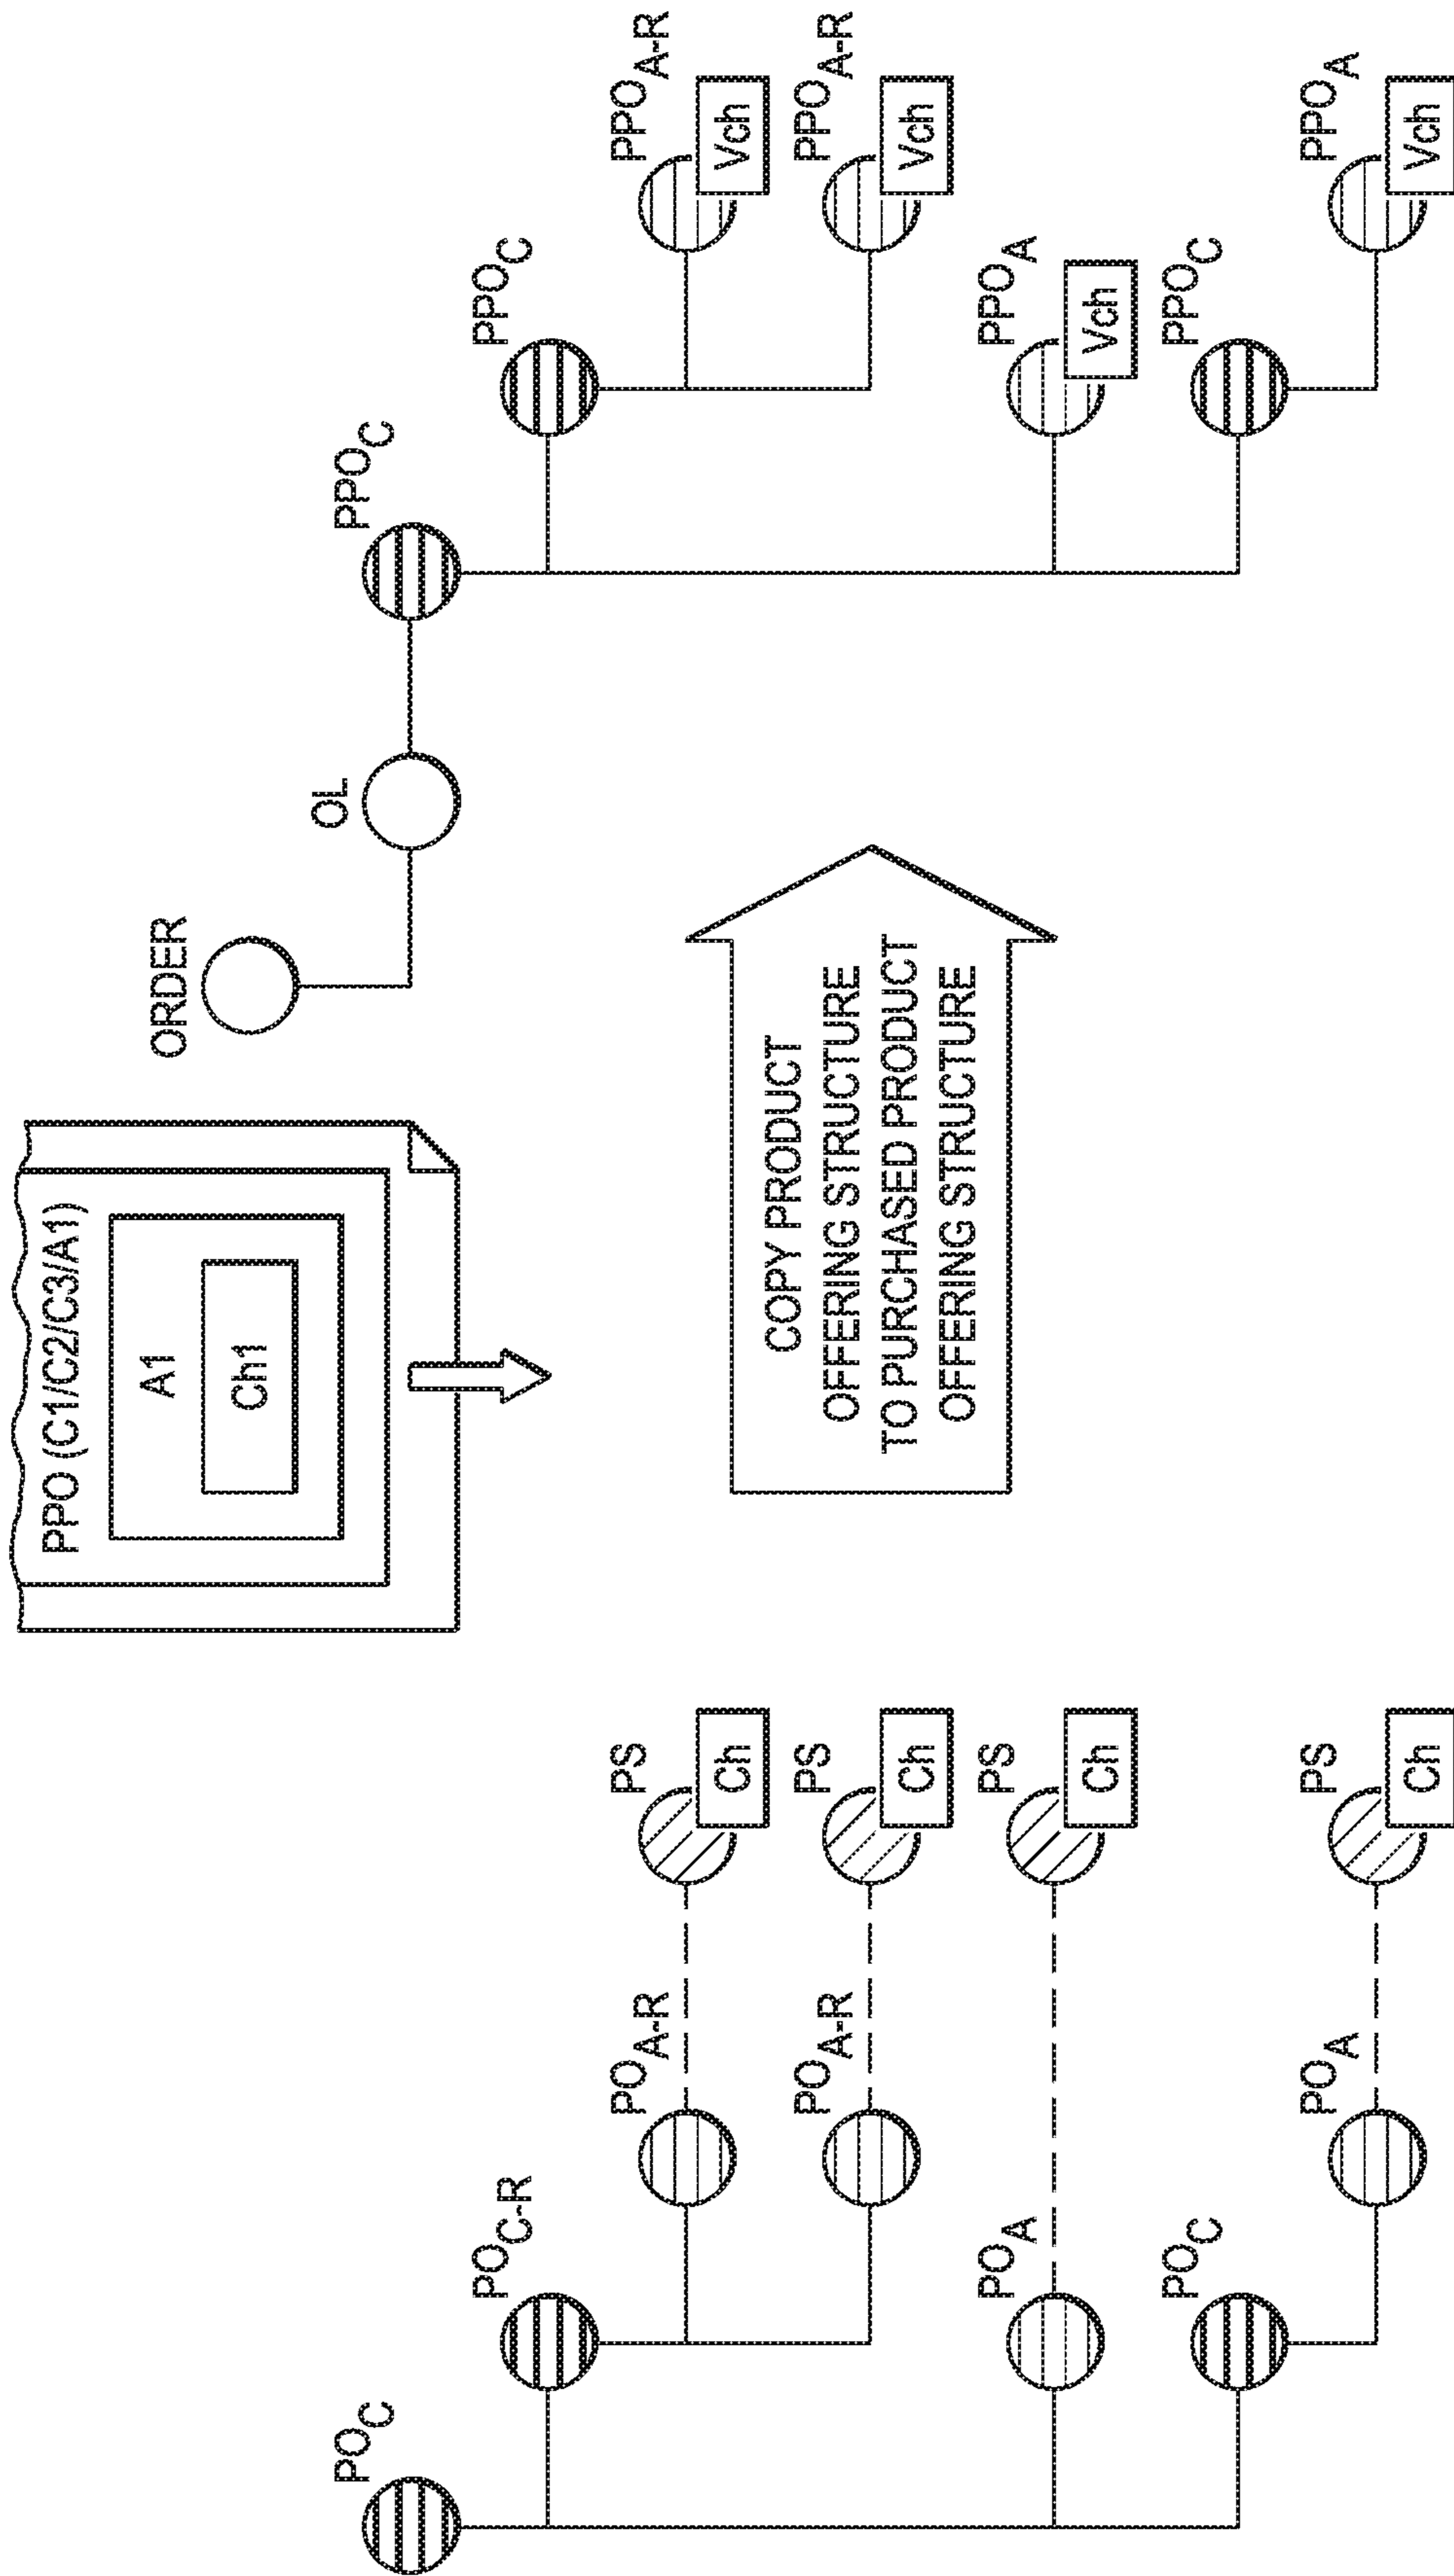 PPO (C1/C2/C3/A1)
A1
Ch1
ORDER
OL
PO_C
PO_C-R
PO_A-R
PS
Ch
PO_A-R
PS
Ch
PO_A
PS
Ch
PO_C
PO_A
PS
Ch
COPY PRODUCT
OFFERING STRUCTURE
TO PURCHASED PRODUCT
OFFERING STRUCTURE
PPO_C
PPO_C
PPO_A-R
Vch
PPO_A-R
Vch
PPO_A
Vch
PPO_C
PPO_A
Vch